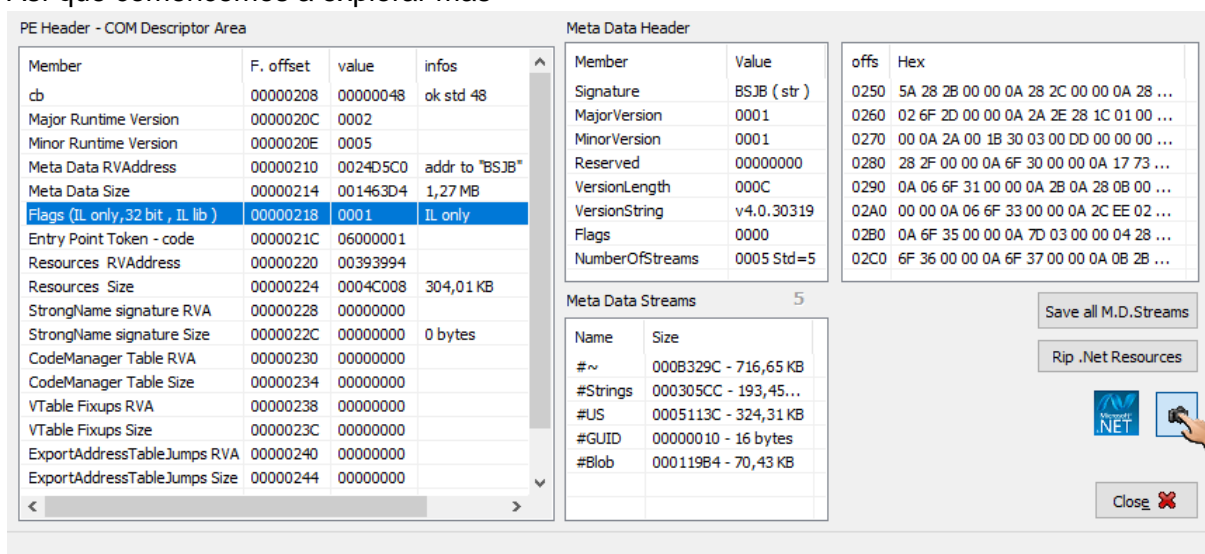 Así que comencemos a explorar más
PE Header - COM Descriptor Area
Member F. offset value infos
cb 00000208 00000048 ok std 48
Major Runtime Version 0000020C 0002
Minor Runtime Version 0000020E 0005
Meta Data RVAddress 00000210 0024D5C0 addr to "BSJB"
Meta Data Size 00000214 001463D4 1,27 MB
Flags (IL only,32 bit , IL lib ) 00000218 0001 IL only
Entry Point Token - code 0000021C 06000001
Resources RVAddress 00000220 00393994
Resources Size 00000224 0004C008 304,01 KB
StrongName signature RVA 00000228 00000000
StrongName signature Size 0000022C 00000000 0 bytes
CodeManager Table RVA 00000230 00000000
CodeManager Table Size 00000234 00000000
VTable Fixups RVA 00000238 00000000
VTable Fixups Size 0000023C 00000000
ExportAddressTableJumps RVA 00000240 00000000
ExportAddressTableJumps Size 00000244 00000000
Meta Data Header
Member Value
Signature BSJB ( str )
MajorVersion 0001
MinorVersion 0001
Reserved 00000000
VersionLength 000C
VersionString v4.0.30319
Flags 0000
NumberOfStreams 0005 Std=5
Meta Data Streams 5
Name Size
#~ 000B329C - 716,65 KB
#Strings 000305CC - 193,45...
#US 0005113C - 324,31 KB
#GUID 00000010 - 16 bytes
#Blob 000119B4 - 70,43 KB
offs Hex
0250 5A 28 2B 00 00 0A 28 2C 00 00 0A 28 ...
0260 02 6F 2D 00 00 0A 2A 2E 28 1C 01 00 ...
0270 00 0A 2A 00 1B 30 03 00 DD 00 00 00 ...
0280 28 2F 00 00 0A 6F 30 00 00 0A 17 73 ...
0290 0A 06 6F 31 00 00 0A 2B 0A 28 0B 00 ...
02A0 00 00 0A 06 6F 33 00 00 0A 2C EE 02 ...
02B0 0A 6F 35 00 00 0A 7D 03 00 00 04 28 ...
02C0 6F 36 00 00 0A 6F 37 00 00 0A 0B 2B ...
Save all M.D.Streams
Rip .Net Resources
Microsoft
.NET
Close